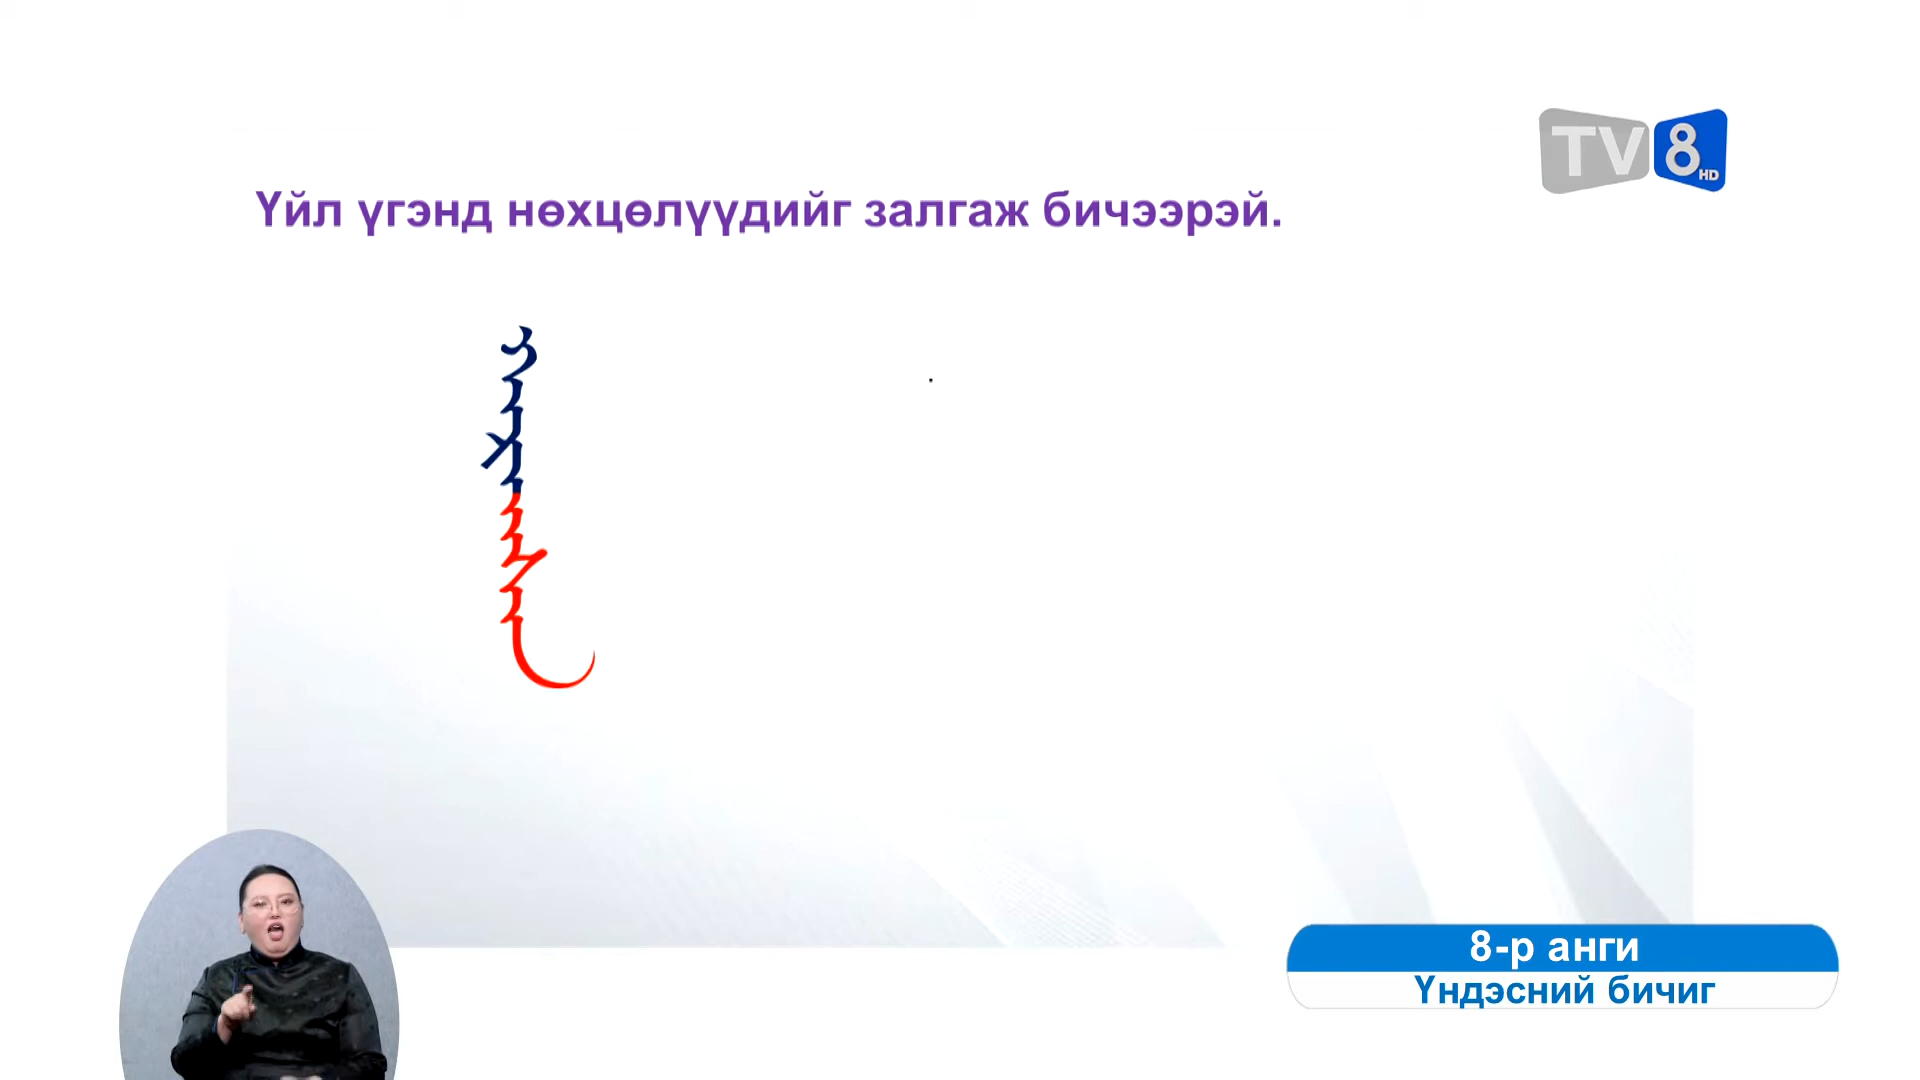 TV8 HD
Үйл үгэнд нөхцөлүүдийг залгаж бичээрэй.
8-р анги
Үндэсний бичиг